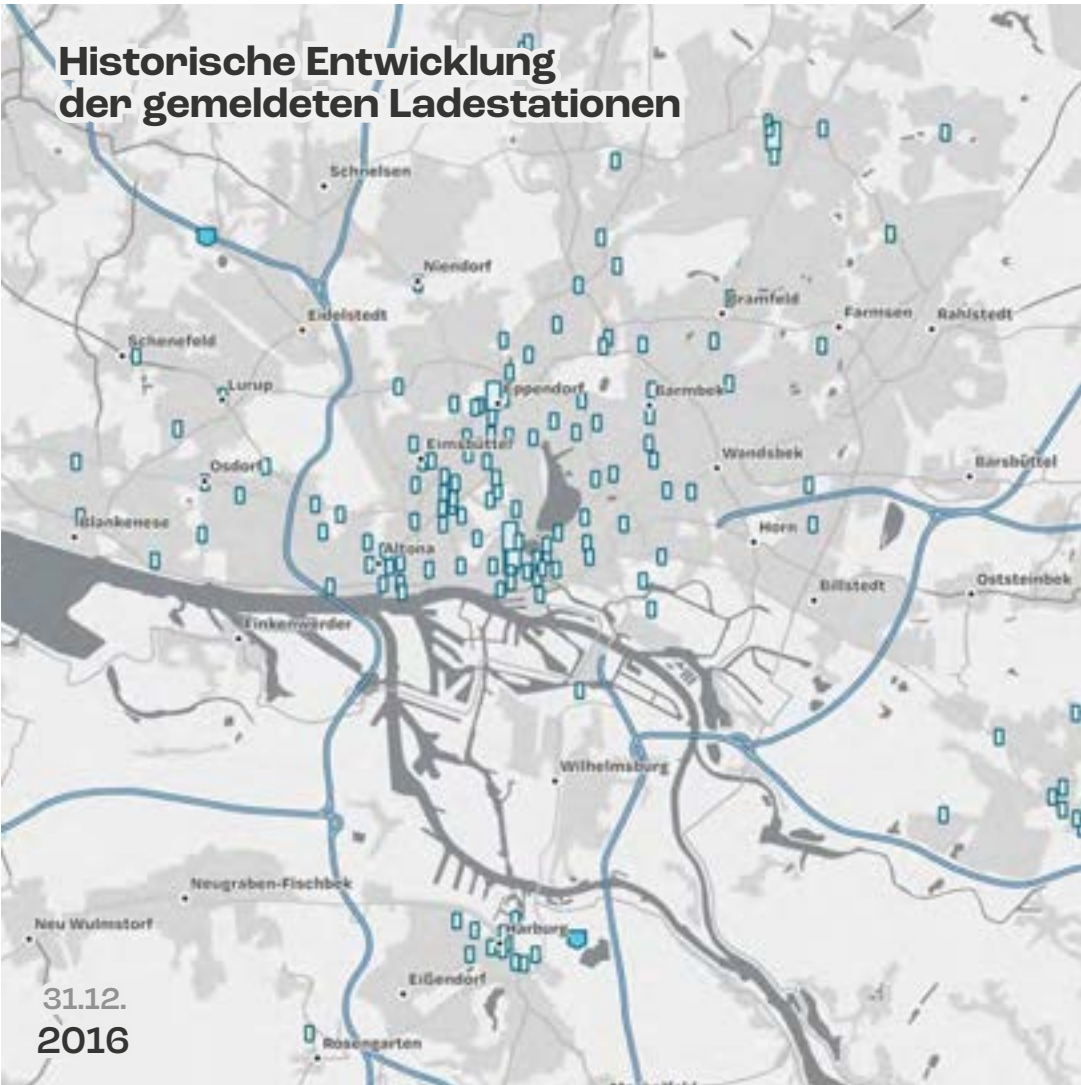 Historische Entwicklung
der gemeldeten Ladestationen
Schnelsen
Niendorf
Eidelstedt
Bramfeld
Farmsen
Rahlstedt
Schenefeld
Lurup
Eppendorf
Barmbek
Eimsbüttel
Osdorf
Wandsbek
Barsbüttel
Blankenese
Horn
Altona
Billstedt
Oststeinbek
Finkenwerder
Wilhelmsburg
Neugraben-Fischbek
Neu Wulmstorf
Harburg
Eißendorf
31.12.
2016
Rosengarten